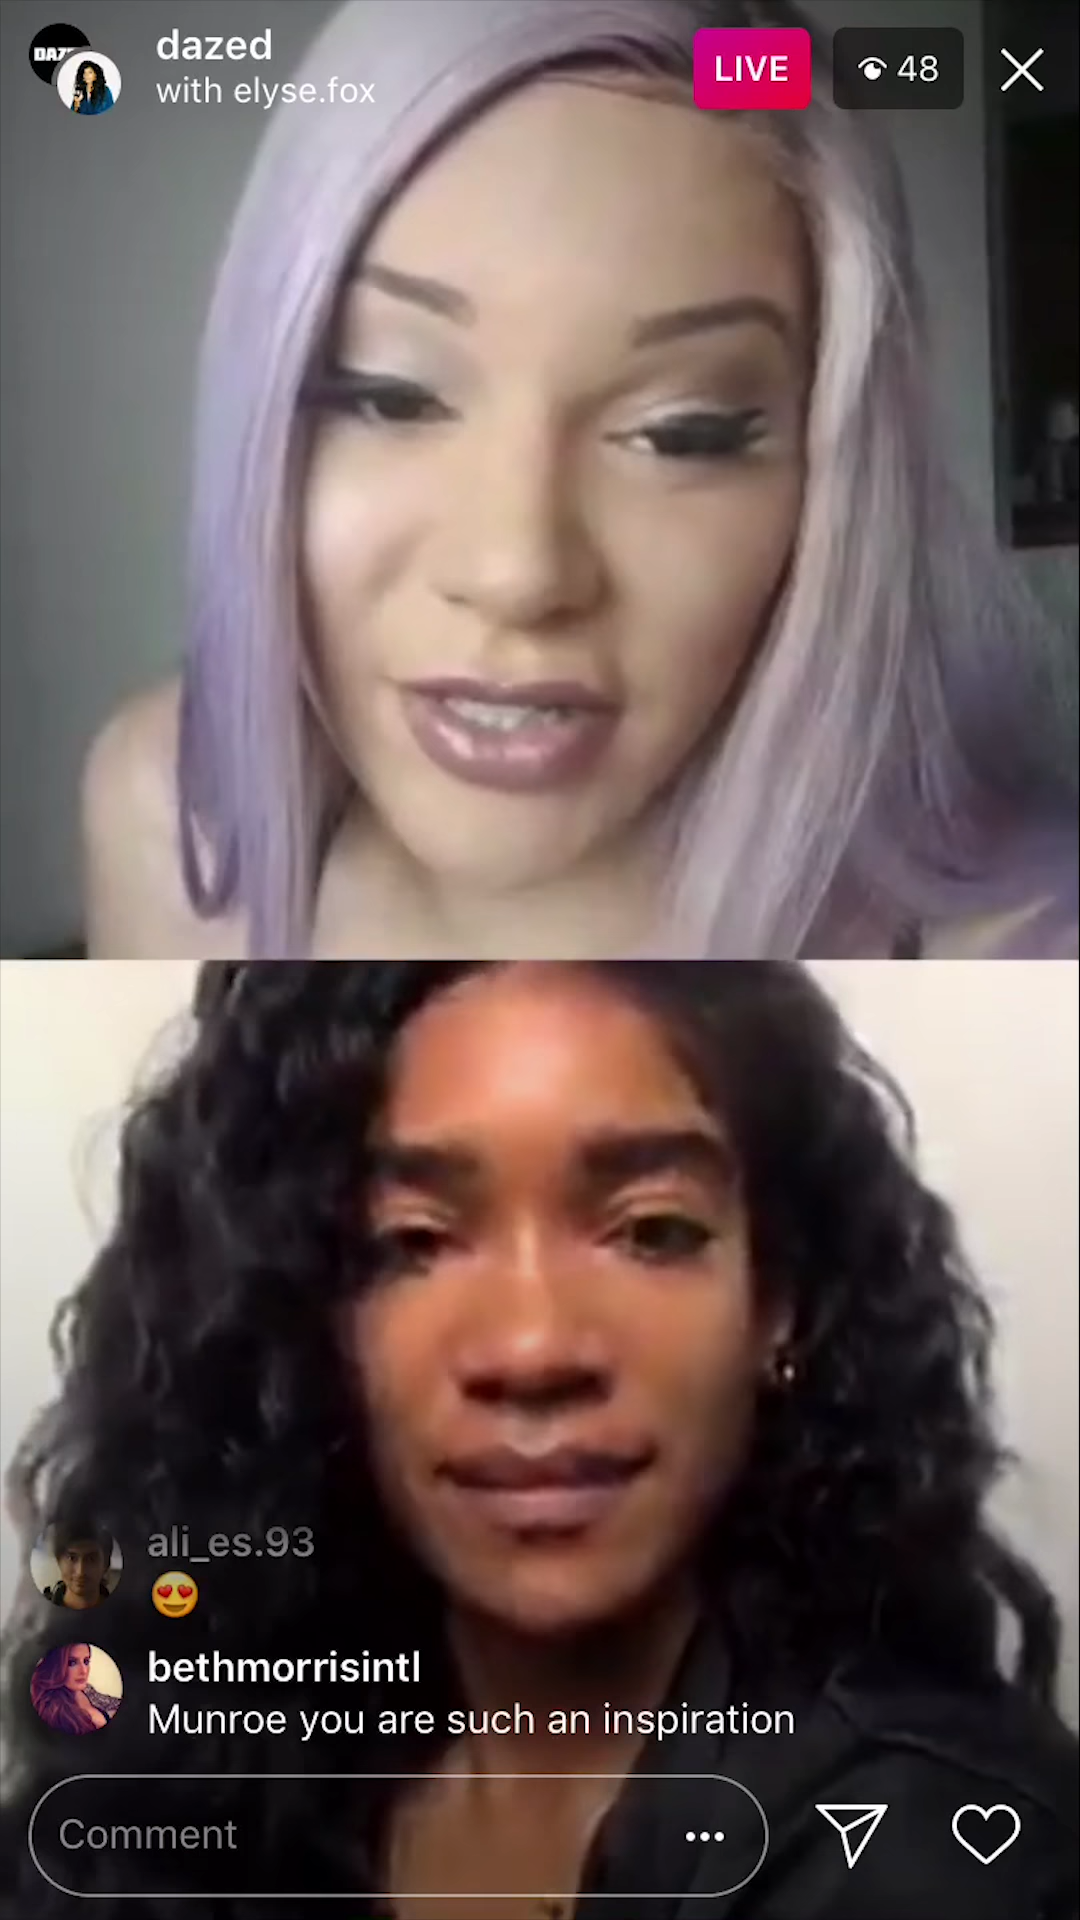 dazed
with elyse.fox
LIVE
48
ali_es.93
😍
bethmorrisintl
Munroe you are such an inspiration
Comment